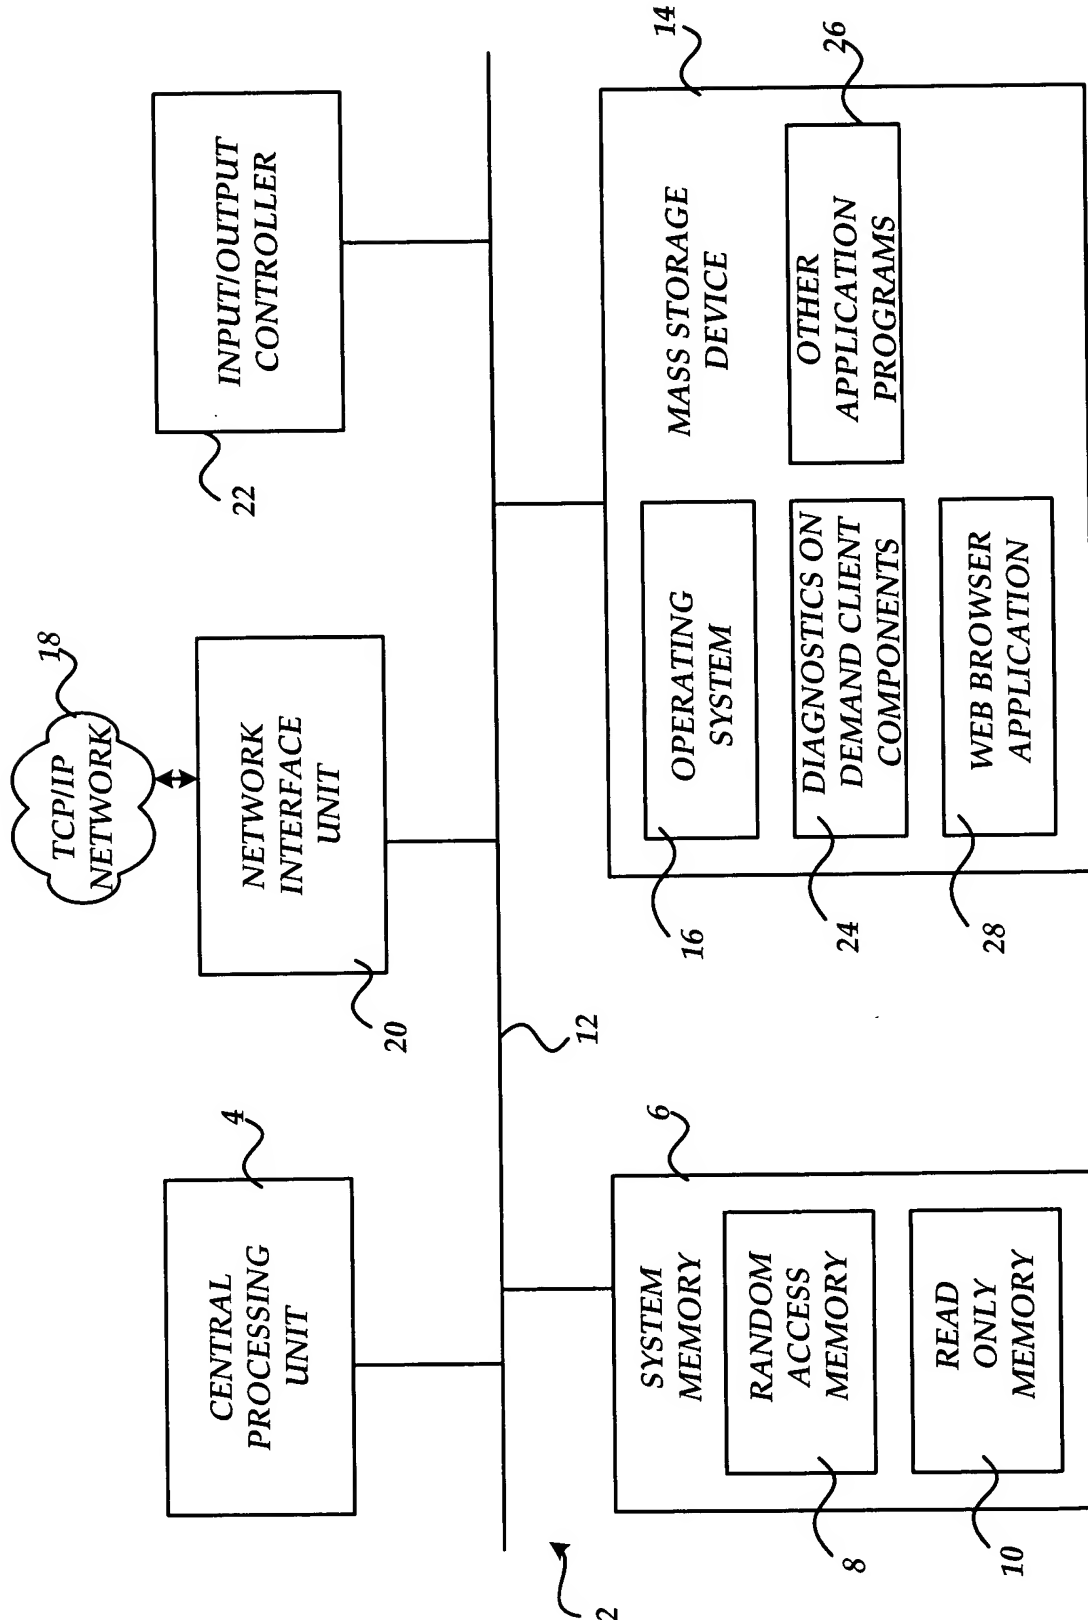 2
CENTRAL
PROCESSING
UNIT
4
TCP/IP
NETWORK
18
NETWORK
INTERFACE
UNIT
20
INPUT/OUTPUT
CONTROLLER
22
12
SYSTEM
MEMORY
6
RANDOM
ACCESS
MEMORY
8
READ
ONLY
MEMORY
10
MASS STORAGE
DEVICE
14
OPERATING
SYSTEM
16
DIAGNOSTICS ON
DEMAND CLIENT
COMPONENTS
24
WEB BROWSER
APPLICATION
28
OTHER
APPLICATION
PROGRAMS
26